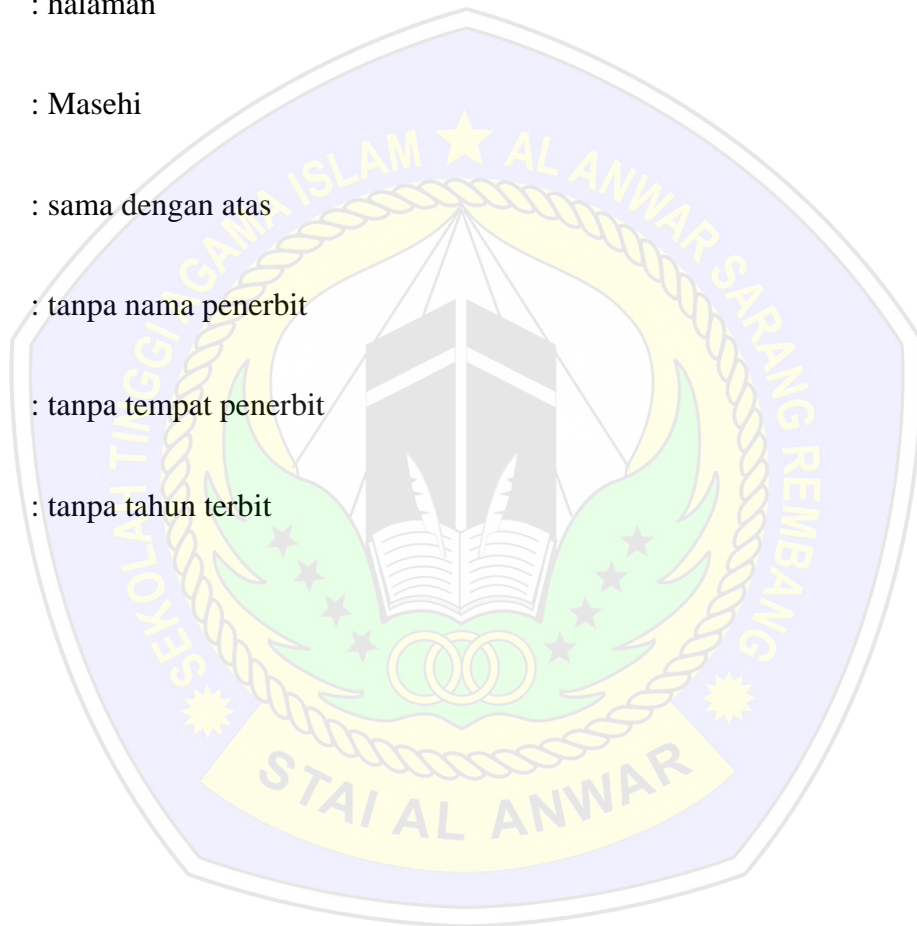 : halaman
: Masehi
: sama dengan atas
: tanpa nama penerbit
: tanpa tempat penerbit
: tanpa tahun terbit
SEKOLAH TINGGI AGAMA ISLAM ★ AL ANWAR SARANG REMBANG
STAI AL ANWAR